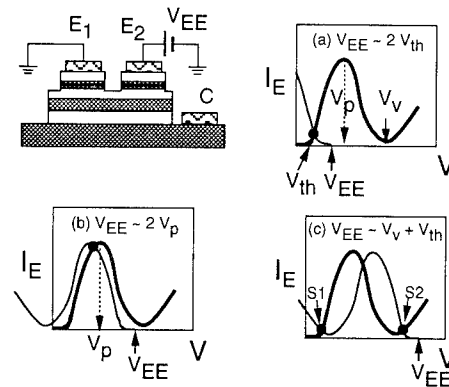 E1 E2 VEE
C
(a) VEE ~ 2 Vth
IE
Vp Vv
Vth VEE V
(b) VEE ~ 2 Vp
IE
Vp VEE V
(c) VEE ~ Vv + Vth
IE
S1 S2
VEE V